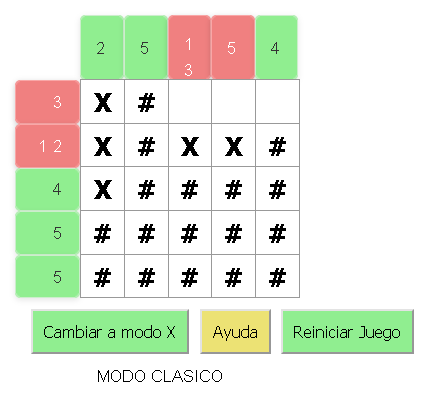 2 5 1 5 4
3
3 X #
1 2 X # X X #
4 X # # # #
5 # # # # #
5 # # # # #
Cambiar a modo X Ayuda Reiniciar Juego
MODO CLASICO